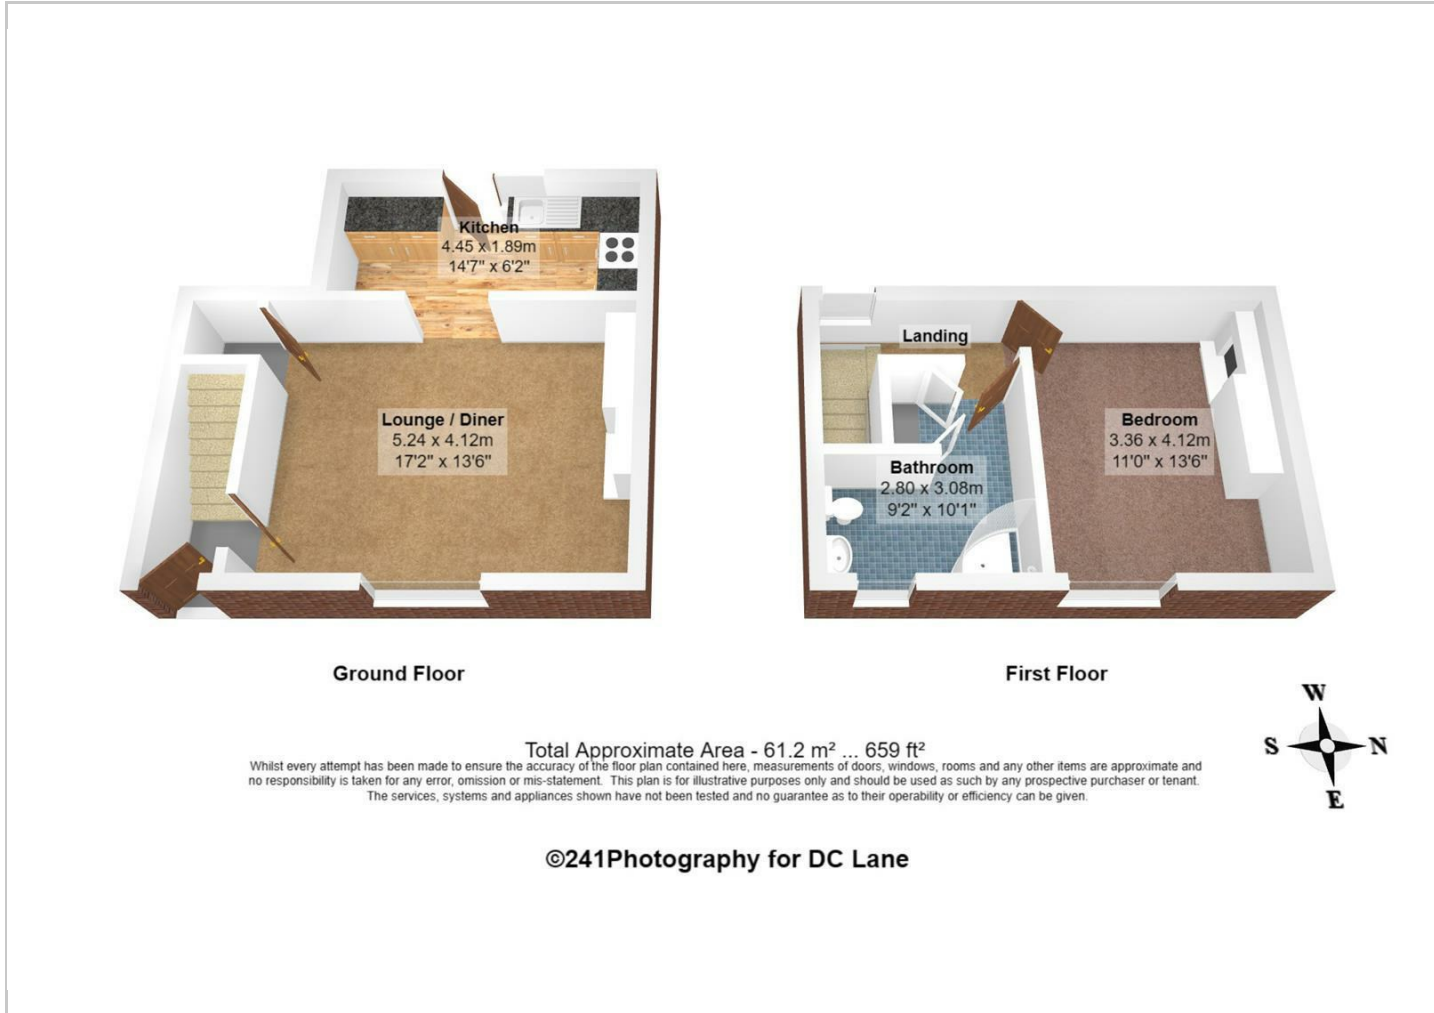 Kitchen
4.45 x 1.89m
14'7" x 6'2"
Lounge / Diner
5.24 x 4.12m
17'2" x 13'6"
Landing
Bedroom
3.36 x 4.12m
11'0" x 13'6"
Bathroom
2.80 x 3.08m
9'2" x 10'1"
Ground Floor
First Floor
W
S N
E
Total Approximate Area - 61.2 m² ... 659 ft²
Whilst every attempt has been made to ensure the accuracy of the floor plan contained here, measurements of doors, windows, rooms and any other items are approximate and
no responsibility is taken for any error, omission or mis-statement. This plan is for illustrative purposes only and should be used as such by any prospective purchaser or tenant.
The services, systems and appliances shown have not been tested and no guarantee as to their operability or efficiency can be given.
©241Photography for DC Lane